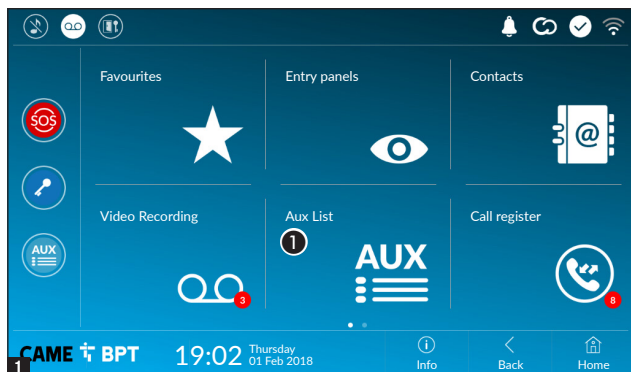 Favourites
Entry panels
Contacts
SOS
@
Video Recording
Aux List
Call register
1
AUX
AUX
3
8
CAME BPT
19:02
Thursday
01 Feb 2018
Info
Back
Home
1